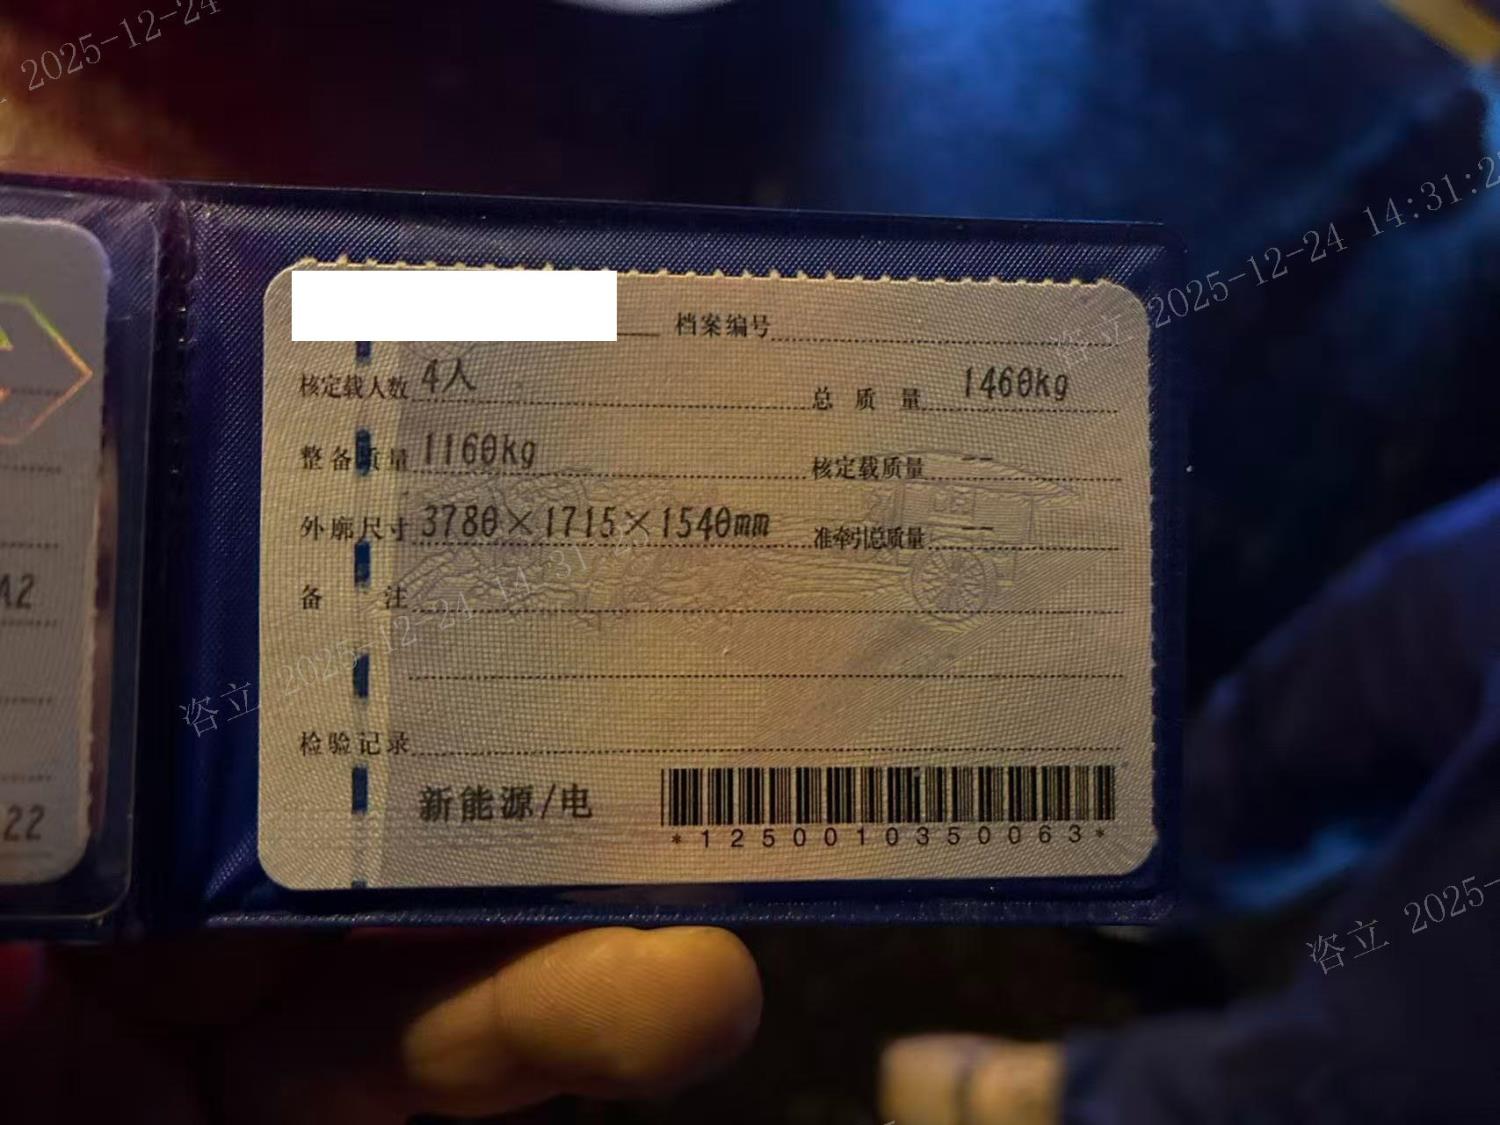 2025-12-24
档案编号
核定载人数 4人 总质量 1460kg
整备质量 1160kg 核定载质量 --
外廓尺寸 3780×1715×1540mm 准牵引总质量 --
备注
检验记录
新能源/电
*1250010350063*
A2
22
咨立 2025-12-24 14:31:2
咨立 2025-12-24 14:31:2
咨立 2025-